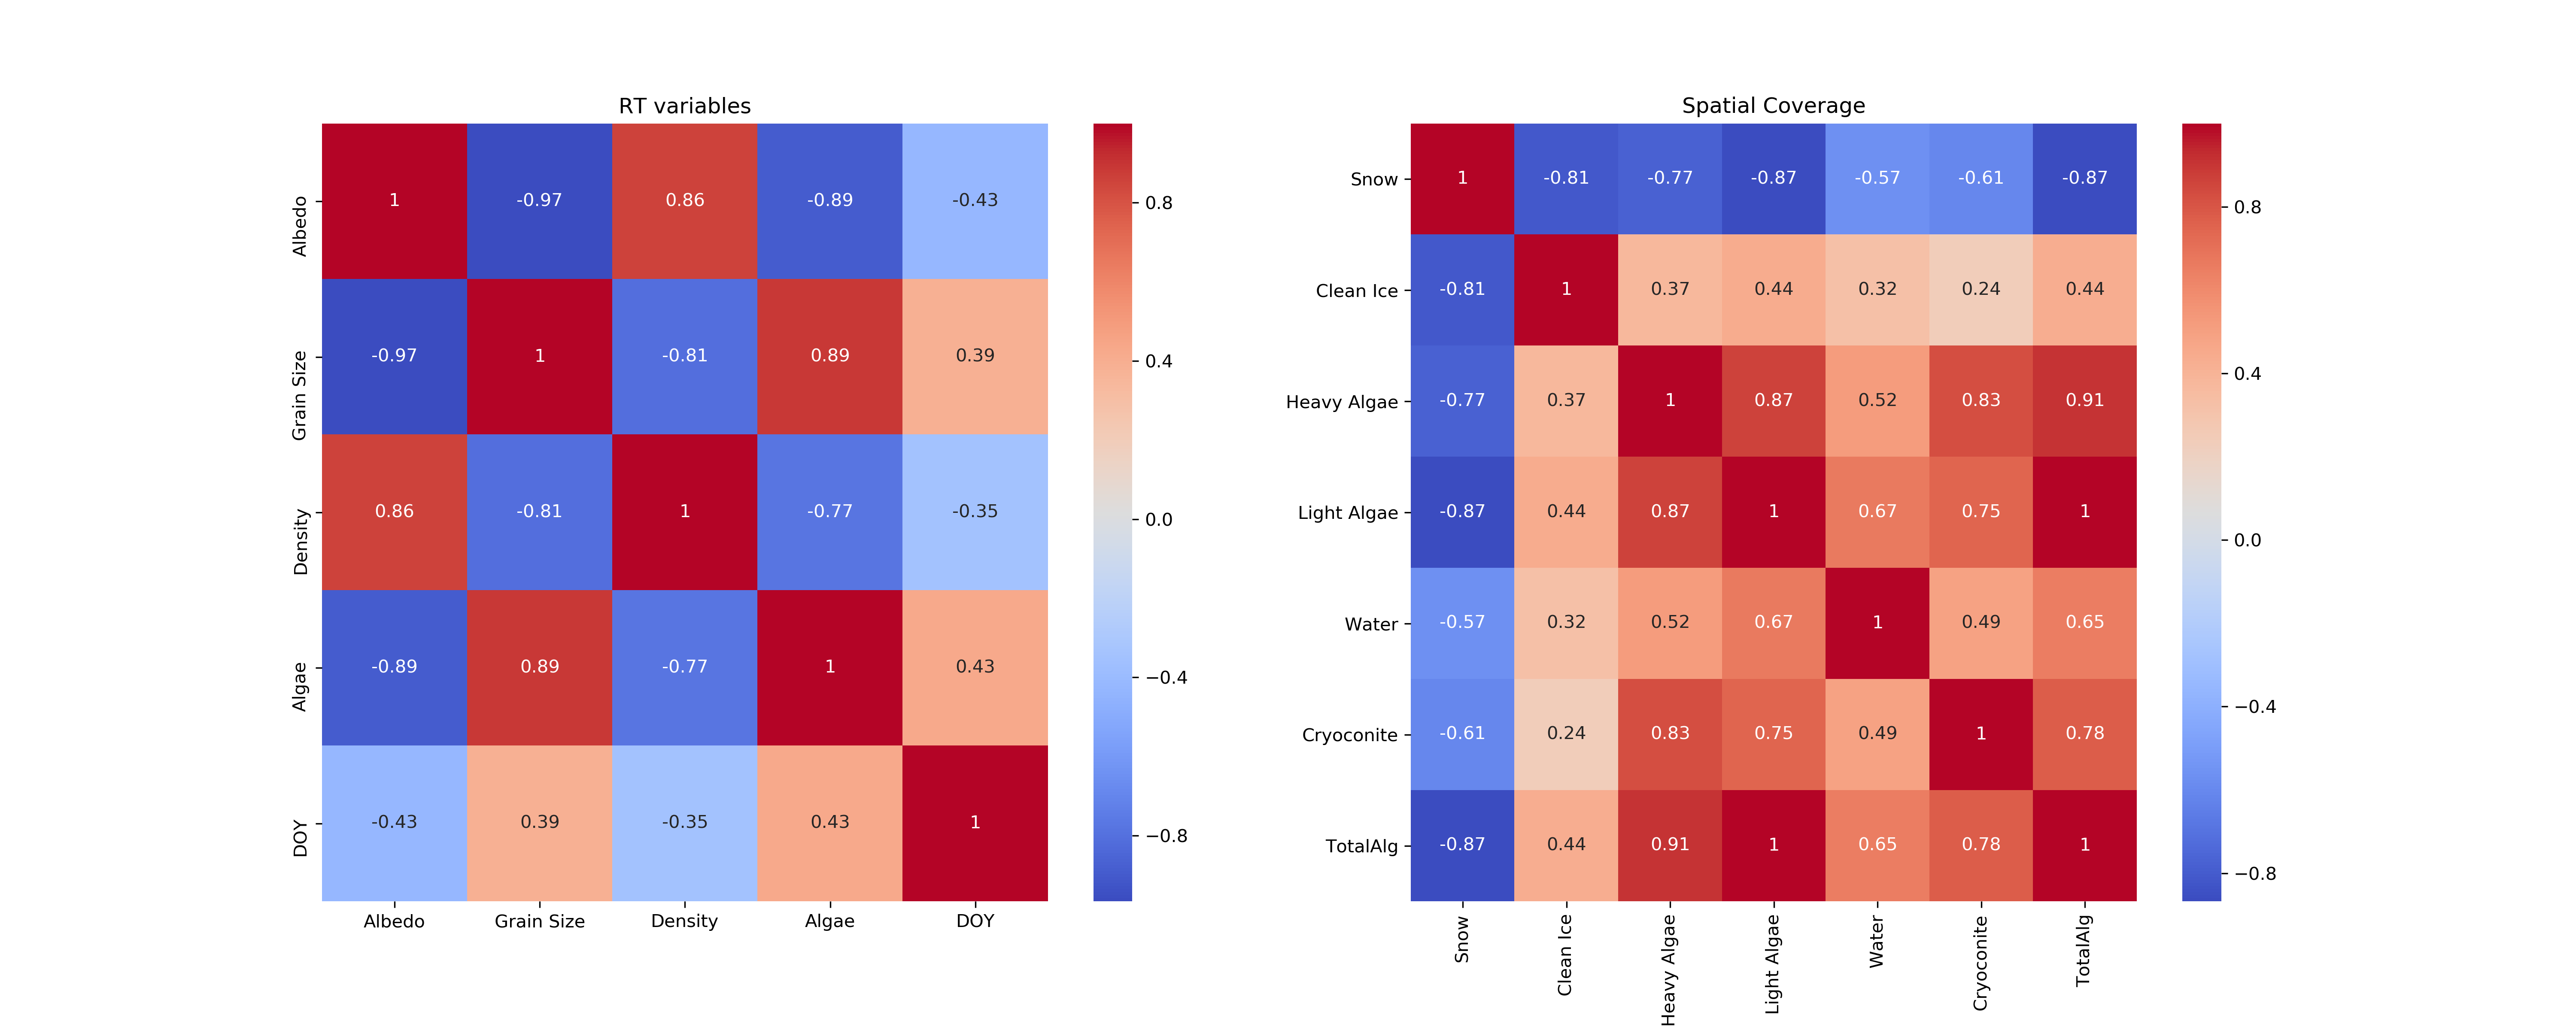 RT variables
Albedo 1 -0.97 0.86 -0.89 -0.43
Grain Size -0.97 1 -0.81 0.89 0.39
Density 0.86 -0.81 1 -0.77 -0.35
Algae -0.89 0.89 -0.77 1 0.43
DOY -0.43 0.39 -0.35 0.43 1
Albedo Grain Size Density Algae DOY
0.8
0.4
0.0
−0.4
−0.8
Spatial Coverage
Snow 1 -0.81 -0.77 -0.87 -0.57 -0.61 -0.87
Clean Ice -0.81 1 0.37 0.44 0.32 0.24 0.44
Heavy Algae -0.77 0.37 1 0.87 0.52 0.83 0.91
Light Algae -0.87 0.44 0.87 1 0.67 0.75 1
Water -0.57 0.32 0.52 0.67 1 0.49 0.65
Cryoconite -0.61 0.24 0.83 0.75 0.49 1 0.78
TotalAlg -0.87 0.44 0.91 1 0.65 0.78 1
Snow Clean Ice Heavy Algae Light Algae Water Cryoconite TotalAlg
0.8
0.4
0.0
−0.4
−0.8